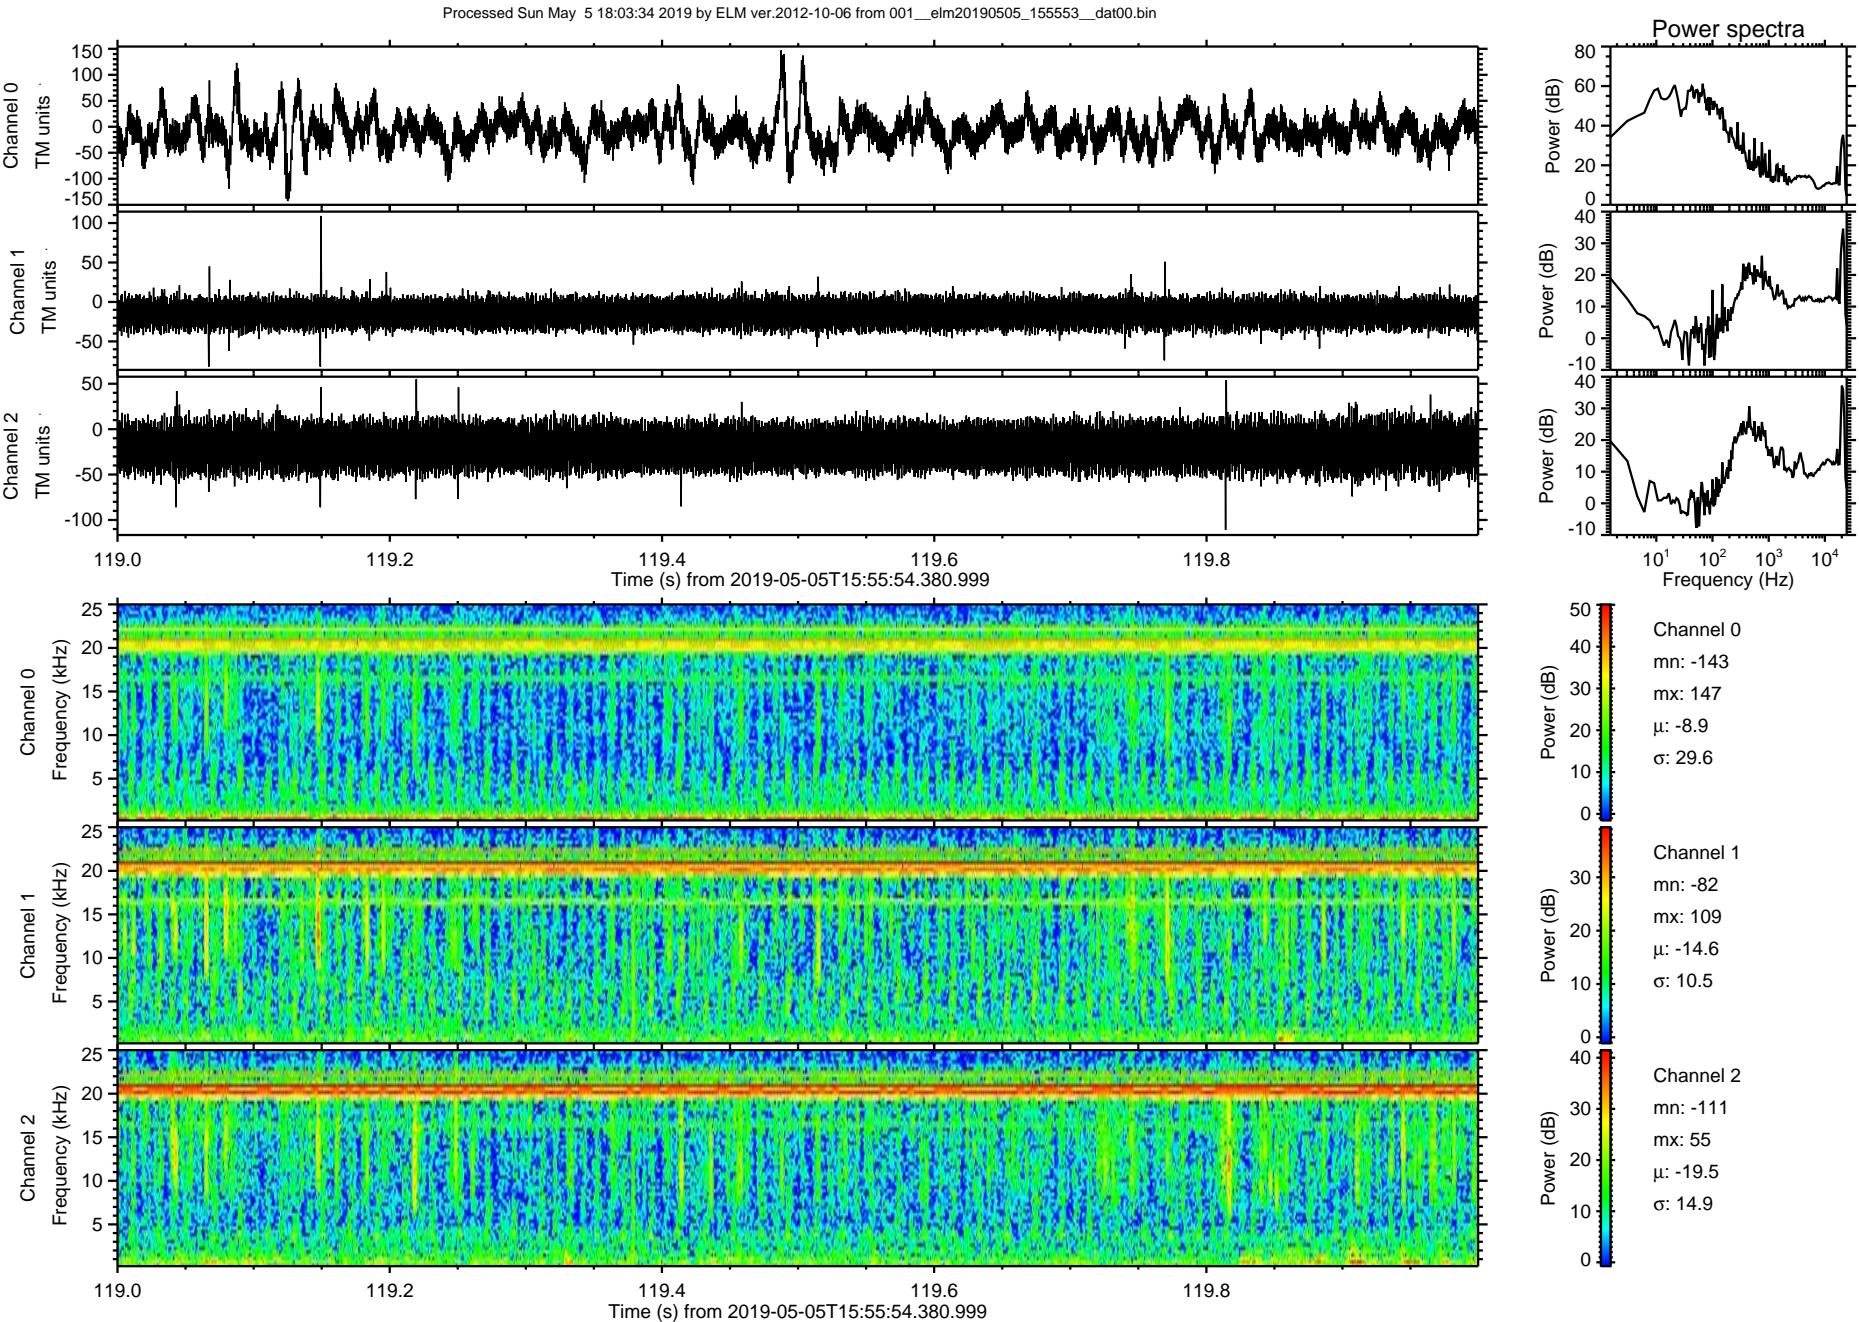 Processed Sun May  5 18:03:34 2019 by ELM ver.2012-10-06 from 001__elm20190505_155553__dat00.bin
Power spectra
Channel 0
TM units
150
100
50
0
-50
-100
-150
Power (dB)
80
60
40
20
0
Channel 1
TM units
100
50
0
-50
Power (dB)
40
30
20
10
0
-10
Channel 2
TM units
50
0
-50
-100
Power (dB)
40
30
20
10
0
-10
119.0 119.2 119.4 119.6 119.8
Time (s) from 2019-05-05T15:55:54.380.999
10^1 10^2 10^3 10^4
Frequency (Hz)
Channel 0
Frequency (kHz)
25
20
15
10
5
Power (dB)
50
40
30
20
10
0
Channel 0
mn: -143
mx: 147
μ: -8.9
σ: 29.6
Channel 1
Frequency (kHz)
25
20
15
10
5
Power (dB)
30
20
10
0
Channel 1
mn: -82
mx: 109
μ: -14.6
σ: 10.5
Channel 2
Frequency (kHz)
25
20
15
10
5
Power (dB)
40
30
20
10
0
Channel 2
mn: -111
mx: 55
μ: -19.5
σ: 14.9
119.0 119.2 119.4 119.6 119.8
Time (s) from 2019-05-05T15:55:54.380.999